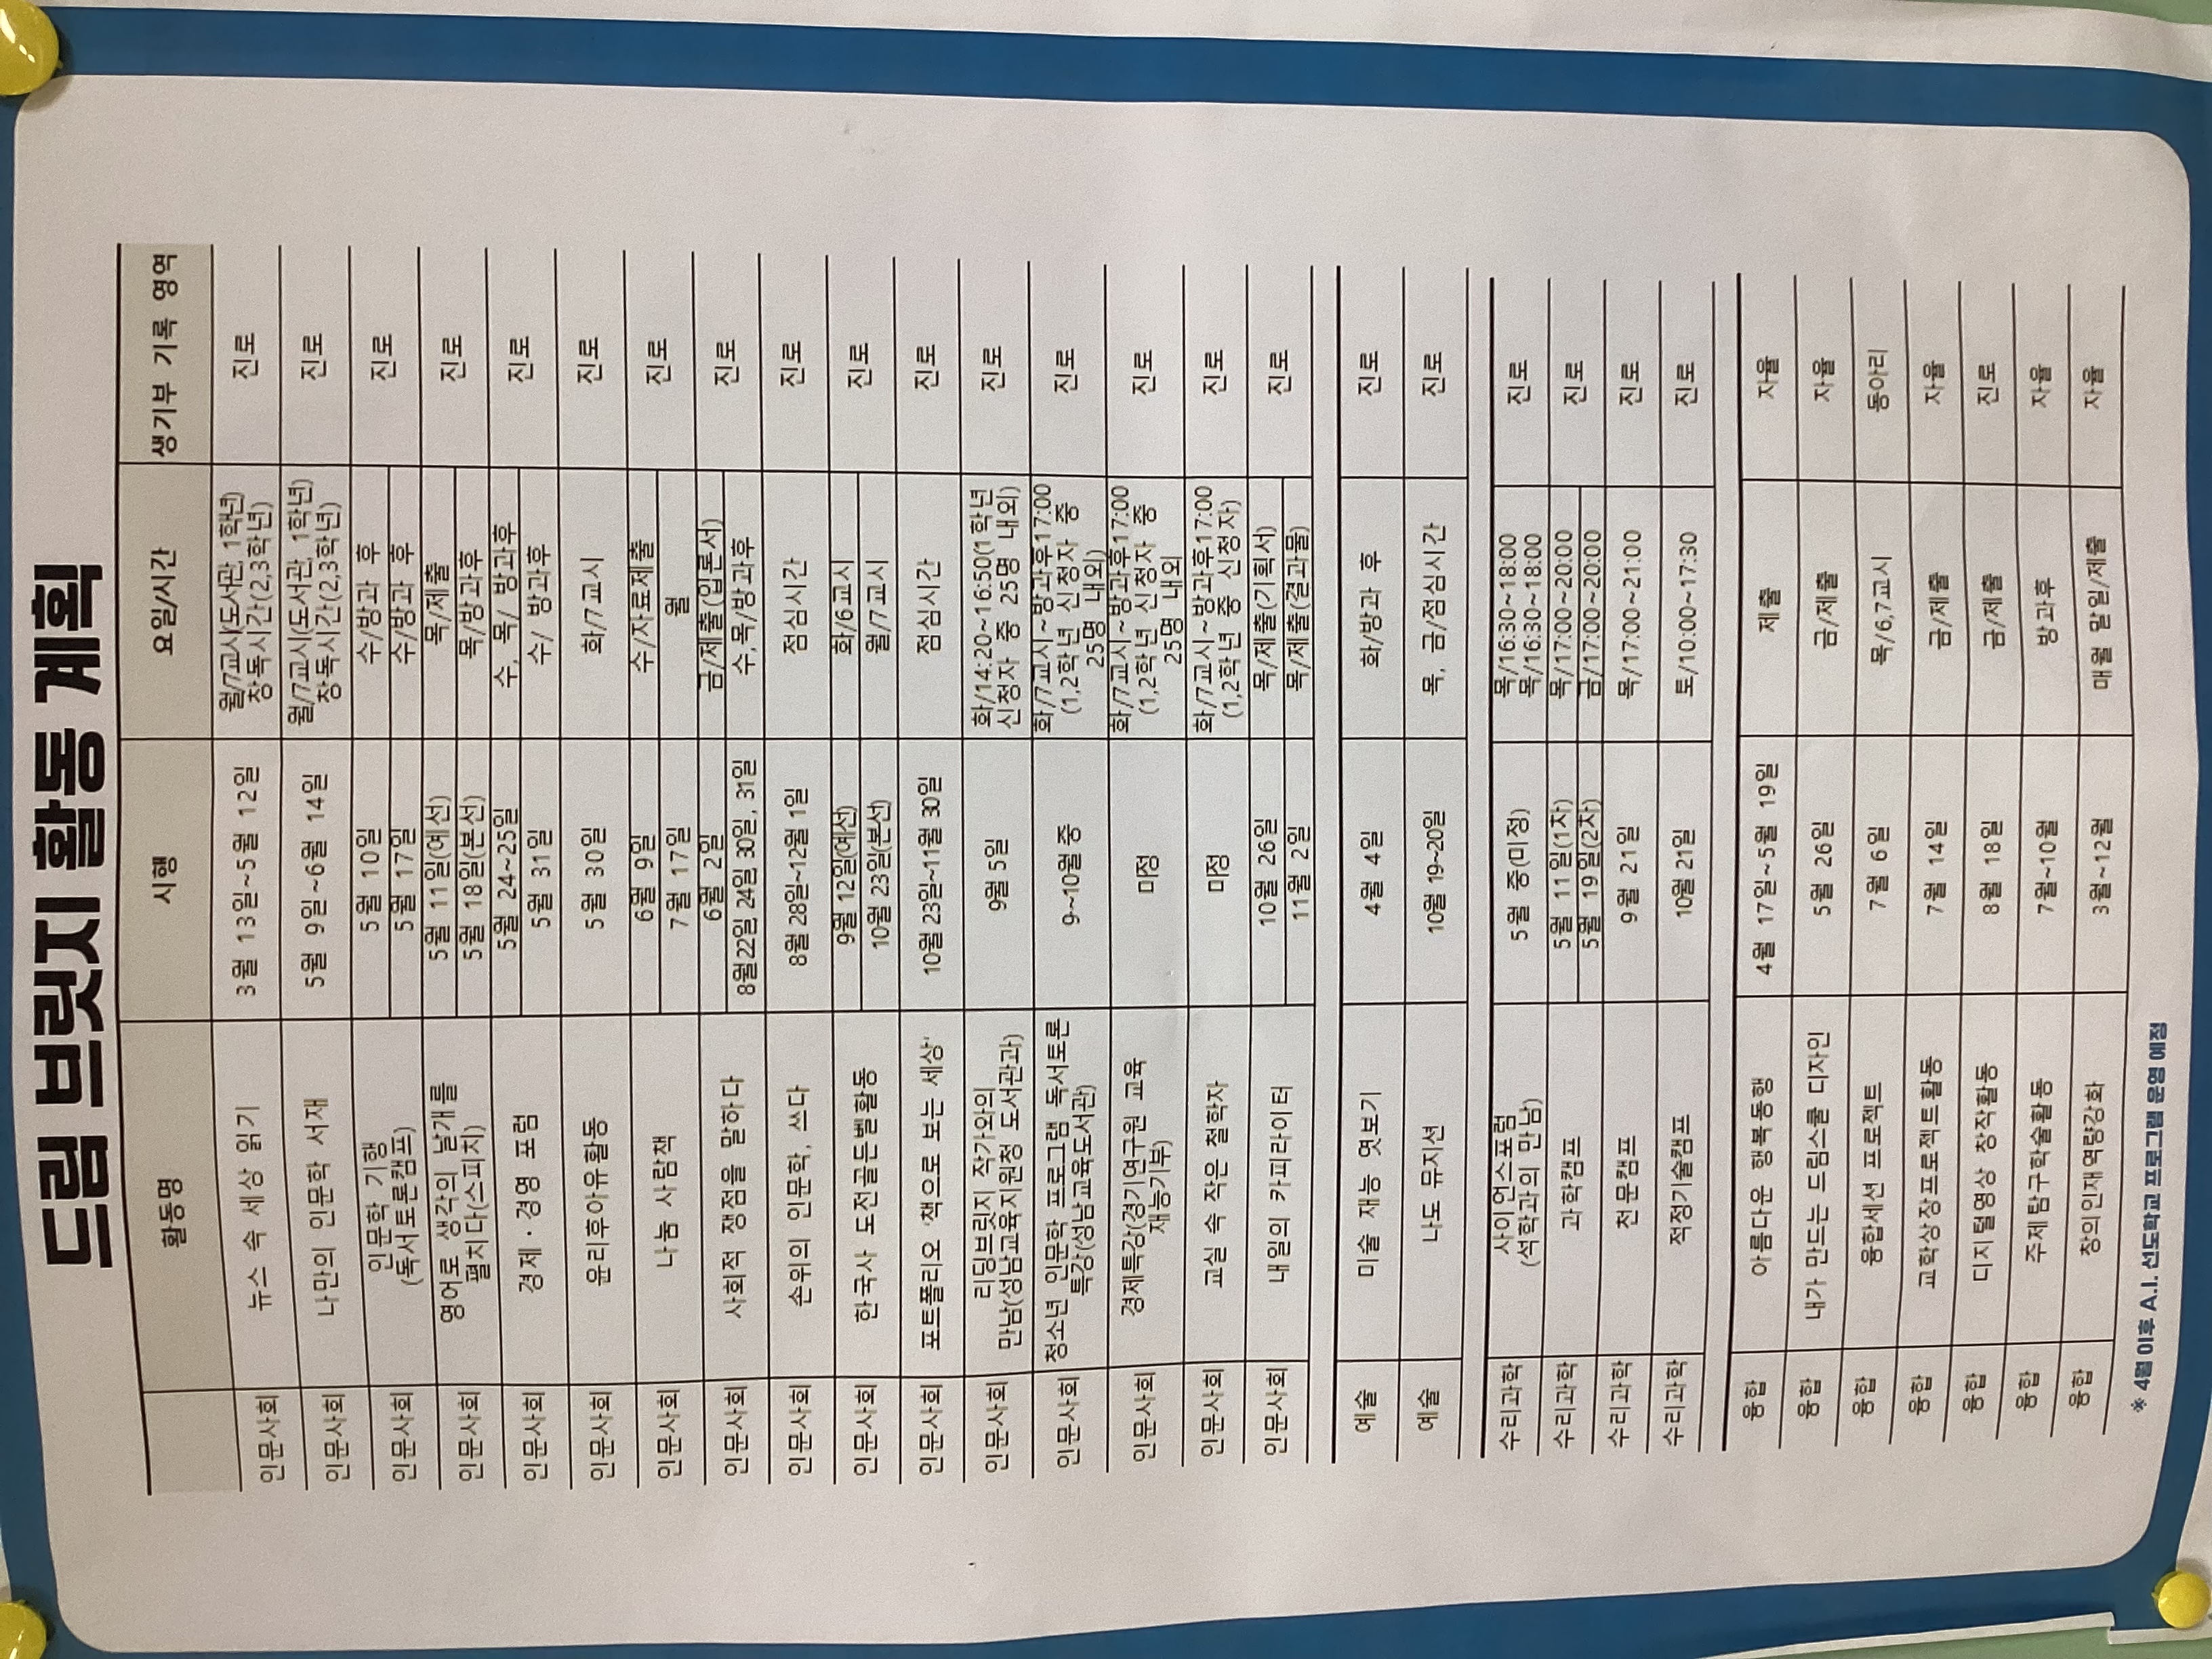 드림 브릿지 활동 계획
활동명 시행 요일/시간 생기부 기록 영역
인문사회 뉴스 속 세상 읽기 3월 13일~5월 12일 월/7교시(도서관, 1학년) 진로
창독시간(2,3학년)
인문사회 나만의 인문학 서재 5월 9일~6월 14일 월/7교시(도서관, 1학년) 진로
창독시간(2,3학년)
인문사회 인문학 기행 5월 10일 수/방과 후 진로
(독서토론캠프) 5월 17일 수/방과 후
인문사회 영어로 생각의 날개를 5월 11일(예선) 목/제출 진로
펼치다(스피치) 5월 18일(본선) 목/방과후
인문사회 경제·경영 포럼 5월 24~25일 수, 목/ 방과후 진로
5월 31일 수/ 방과후
인문사회 윤리후아유활동 5월 30일 화/7교시 진로
인문사회 나눔 사람책 6월 9일 수/자료제출 진로
7월 17일 월
인문사회 사회적 쟁점을 말하다 6월 2일 금/제출(입론서) 진로
8월22일, 24일, 30일, 31일 수,목/방과후
인문사회 손위의 인문학, 쓰다 8월 28일~12월 1일 점심시간 진로
인문사회 한국사 도전골든벨활동 9월 12일(예선) 화/6교시 진로
10월 23일(본선) 월/7교시
인문사회 포트폴리오 '책으로 보는 세상' 10월 23일~11월 30일 점심시간 진로
인문사회 리딩브릿지 작가와의 9월 5일 화/14:20~16:50(1학년 진로
만남(성남교육지원청 도서관과) 신청자 중 25명 내외)
인문사회 청소년 인문학 프로그램 독서토론 9~10월 중 화/7교시~방과후17:00 진로
특강(성남교육도서관) (1,2학년 신청자 중
25명 내외)
인문사회 경제특강(경기연구원 교육 미정 화/7교시~방과후17:00 진로
재능기부) (1,2학년 신청자 중
25명 내외
인문사회 교실 속 작은 철학자 미정 화/7교시~방과후17:00 진로
(1,2학년 중 신청자)
인문사회 내일의 카피라이터 10월 26일 목/제출(기획서) 진로
11월 2일 목/제출(결과물)
예술 미술 재능 엿보기 4월 4일 화/방과 후 진로
예술 나도 뮤지션 10월 19~20일 목, 금/점심시간 진로
수리과학 사이언스포럼 5월 중(미정) 목/16:30~18:00 진로
(석학과의 만남) 목/16:30~18:00
수리과학 과학캠프 5월 11일(1차) 목/17:00~20:00 진로
5월 19일(2차) 금/17:00~20:00
수리과학 천문캠프 9월 21일 목/17:00~21:00 진로
수리과학 적정기술캠프 10월 21일 토/10:00~17:30 진로
융합 아름다운 행복동행 4월 17일~5월 19일 제출 자율
융합 내가 만드는 드림스쿨 디자인 5월 26일 금/제출 자율
융합 융합세션 프로젝트 7월 6일 목/6,7교시 동아리
융합 교학상장프로젝트활동 7월 14일 금/제출 자율
융합 디지털영상 창작활동 8월 18일 금/제출 진로
융합 주제탐구학술활동 7월~10월 방과후 자율
융합 창의인재역량강화 3월~12월 매월 말일/제출 자율
※ 4월 이후 A.I. 선도학교 프로그램 운영 예정